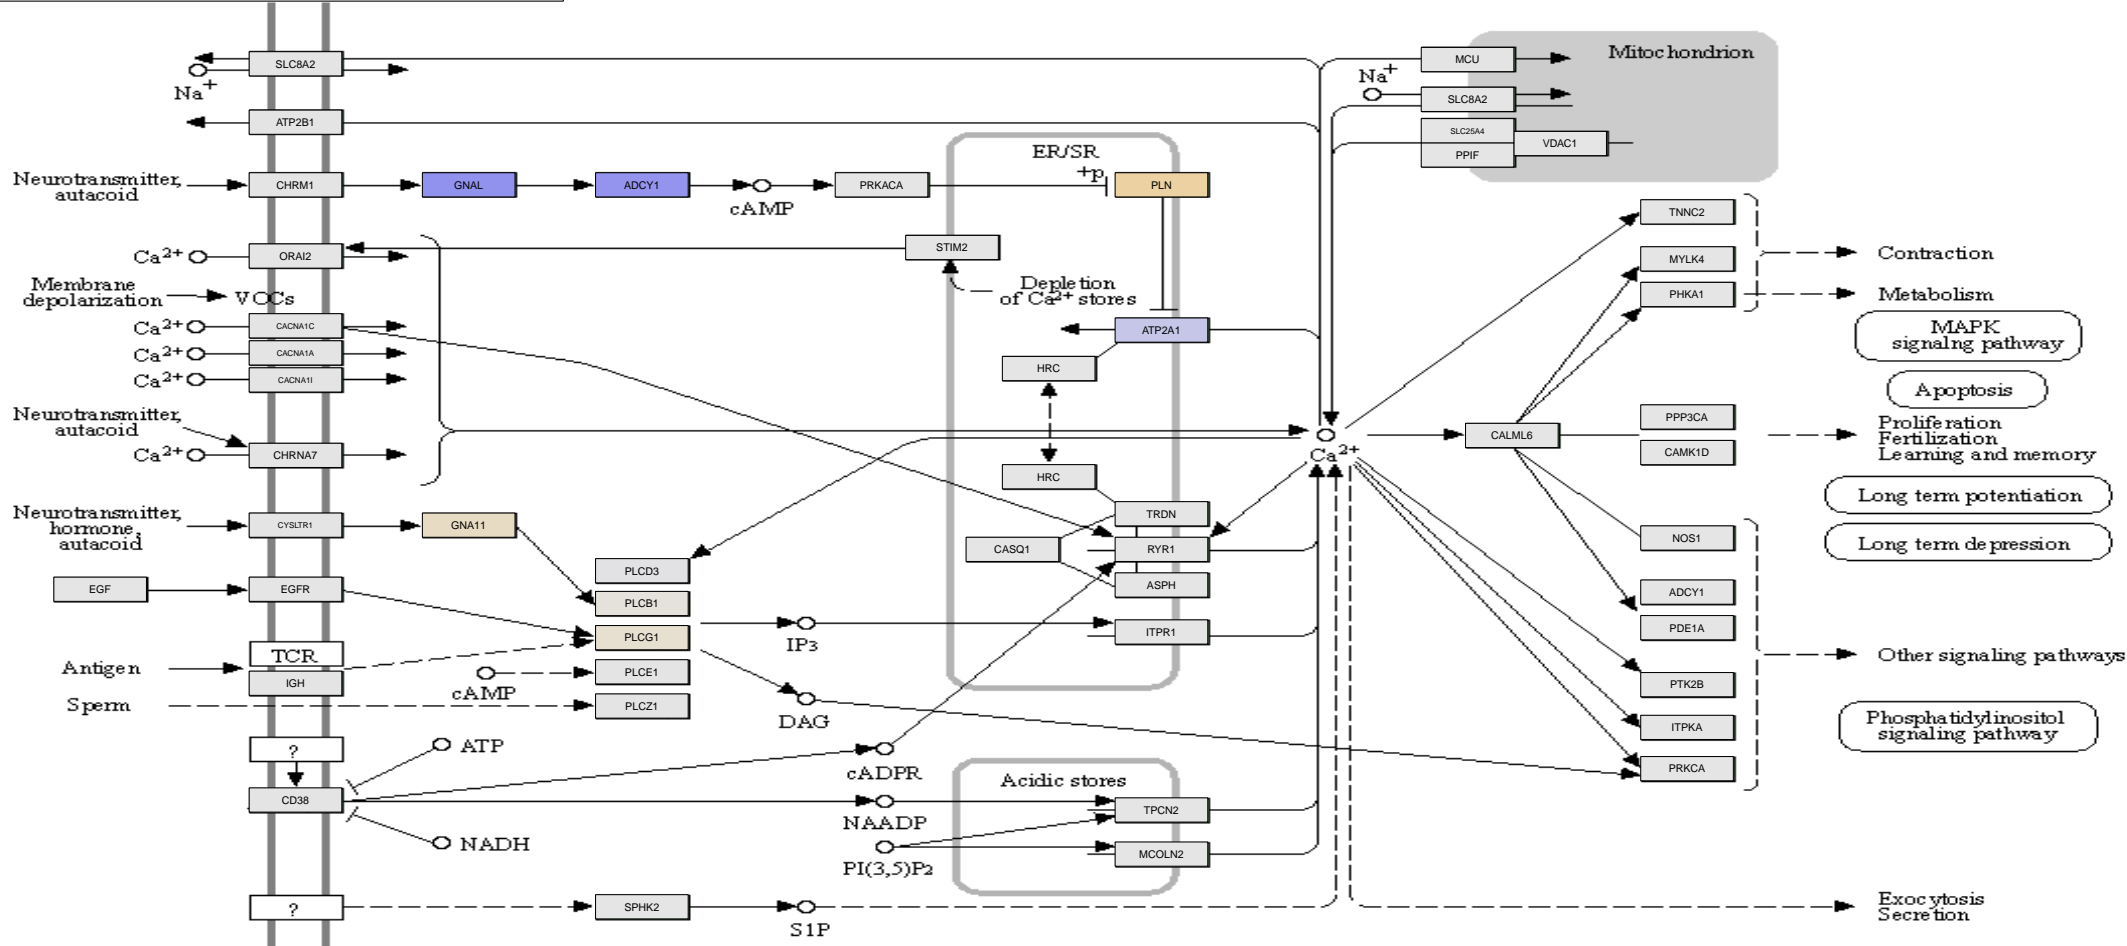 SLC8A2
Na+
ATP2B1
Neurotransmitter,
autacoid
CHRM1
GNAL
ADCY1
cAMP
PRKACA
ER/SR
+p
PLN
MCU
Mitochondrion
Na+
SLC8A2
SLC25A4
PPIF
VDAC1
Ca2+
ORAI2
STIM2
Depletion
of Ca2+ stores
Membrane
depolarization
VOCs
Ca2+
CACNA1C
Ca2+
CACNA1A
Ca2+
CACNA1I
ATP2A1
HRC
Neurotransmitter,
autacoid
Ca2+
CHRNA7
HRC
Ca2+
TNNC2
MYLK4
PHKA1
Contraction
Metabolism
MAPK
signalng pathway
Apoptosis
CALML6
PPP3CA
CAMK1D
Proliferation
Fertilization
Learning and memory
Long term potentiation
Long term depression
Neurotransmitter,
hormone,
autacoid
CYSLTR1
GNA11
TRDN
CASQ1
RYR1
ASPH
NOS1
EGF
EGFR
PLCD3
PLCB1
PLCG1
PLCE1
PLCZ1
IP3
ITPR1
ADCY1
PDE1A
Antigen
TCR
IGH
cAMP
Sperm
DAG
Other signaling pathways
PTK2B
ITPKA
PRKCA
Phosphatidylinositol
signaling pathway
?
ATP
CD38
cADPR
NADH
NAADP
PI(3,5)P2
Acidic stores
TPCN2
MCOLN2
?
SPHK2
S1P
Exocytosis
Secretion